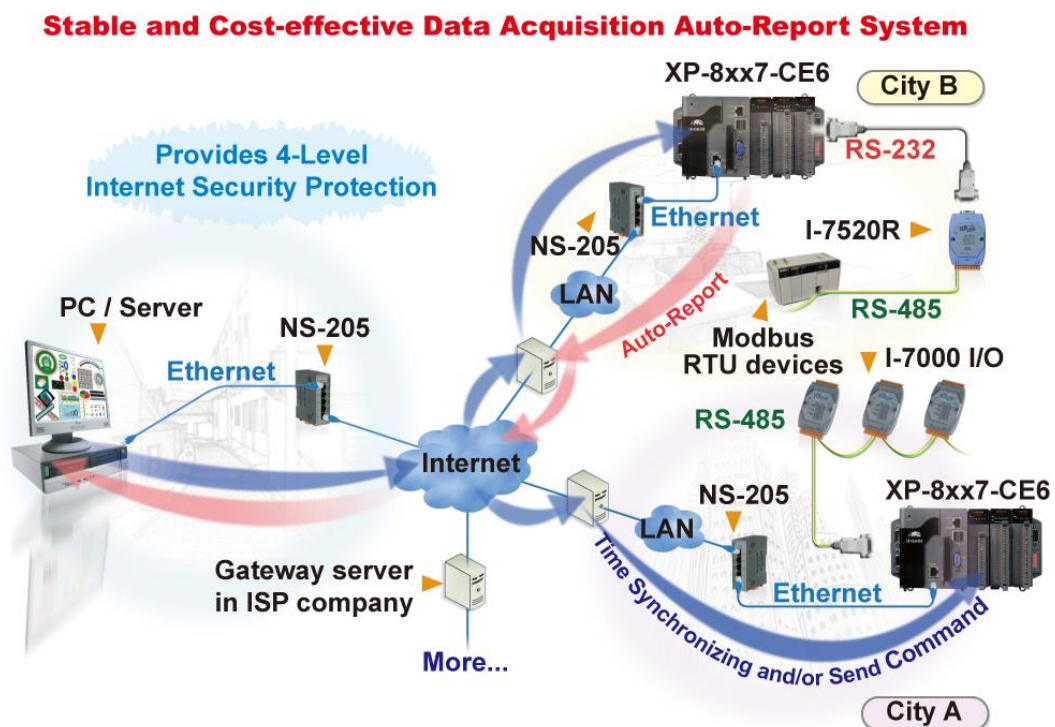 Stable and Cost-effective Data Acquisition Auto-Report System
XP-8xx7-CE6
City B
RS-232
Provides 4-Level
Internet Security Protection
Ethernet
NS-205
I-7520R
LAN
PC / Server
NS-205
RS-485
Auto-Report
Modbus
RTU devices
I-7000 I/O
Ethernet
RS-485
Internet
NS-205
XP-8xx7-CE6
LAN
Gateway server
in ISP company
Time Synchronizing and/or Send Command
Ethernet
More...
City A